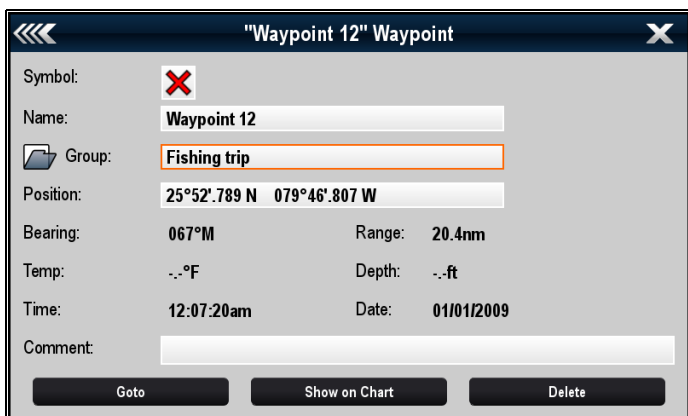 "Waypoint 12" Waypoint
Symbol:
Name: Waypoint 12
Group: Fishing trip
Position: 25°52'.789 N 079°46'.807 W
Bearing: 067°M Range: 20.4nm
Temp: -.-°F Depth: -.-ft
Time: 12:07:20am Date: 01/01/2009
Comment:
Goto Show on Chart Delete